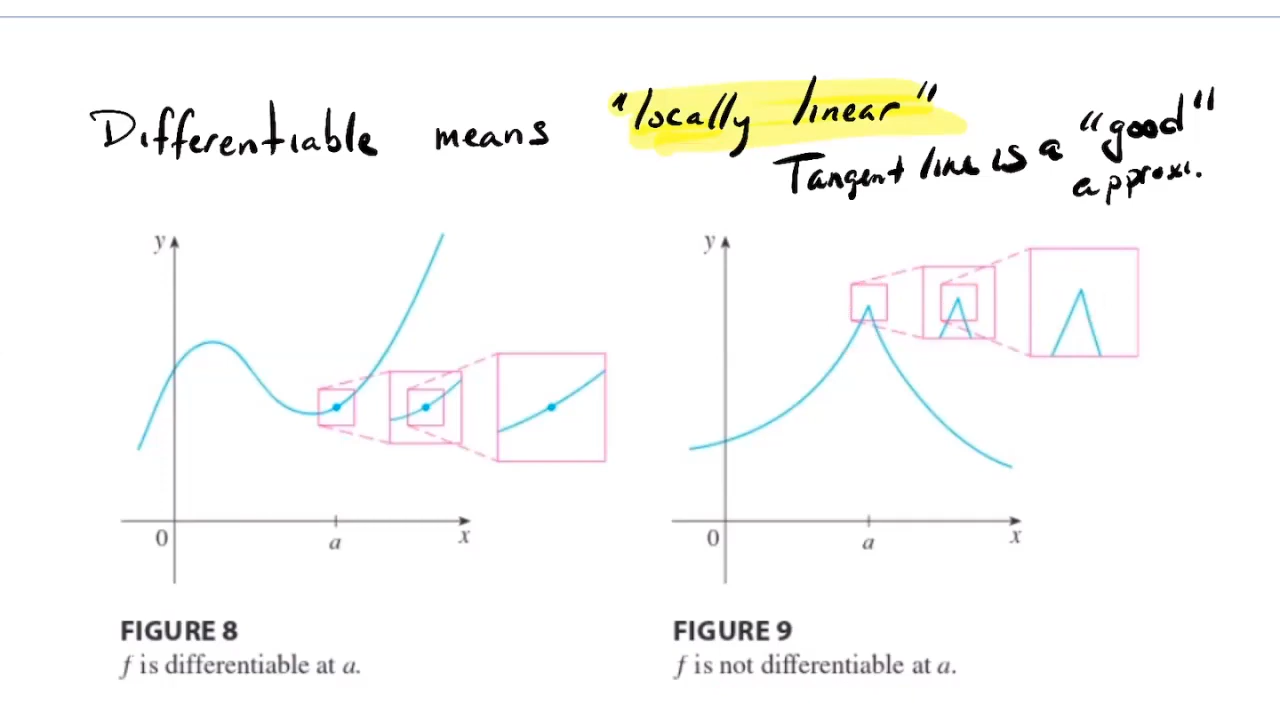 Differentiable means "locally linear"
Tangent line is a "good"
approxi.
y
0
a
x
y
0
a
x
FIGURE 8
f is differentiable at a.
FIGURE 9
f is not differentiable at a.